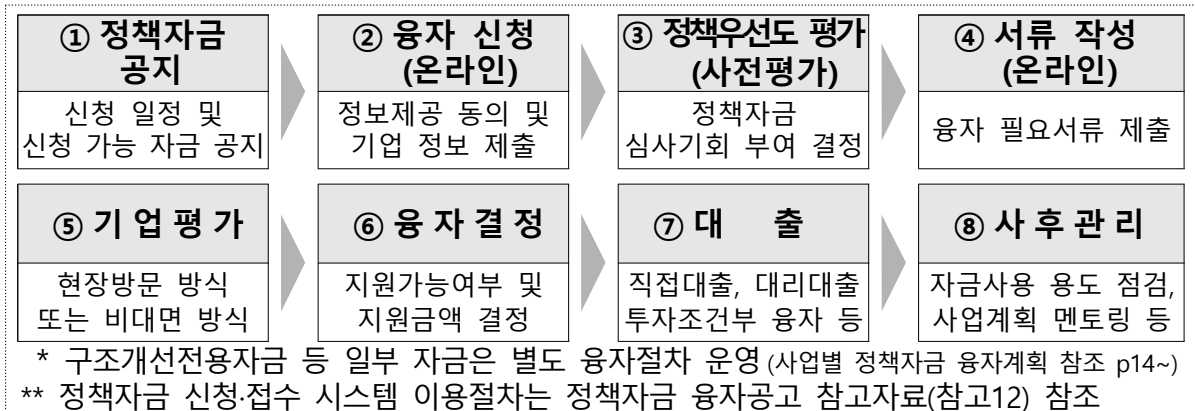 ① 정책자금
공지
신청 일정 및
신청 가능 자금 공지
② 융자 신청
(온라인)
정보제공 동의 및
기업 정보 제출
③ 정책우선도 평가
(사전평가)
정책자금
심사기회 부여 결정
④ 서류 작성
(온라인)
융자 필요서류 제출
⑤ 기 업 평 가
현장방문 방식
또는 비대면 방식
⑥ 융 자 결 정
지원가능여부 및
지원금액 결정
⑦ 대 출
직접대출, 대리대출
투자조건부 융자 등
⑧ 사 후 관 리
자금사용 용도 점검,
사업계획 멘토링 등
* 구조개선전용자금 등 일부 자금은 별도 융자절차 운영 (사업별 정책자금 융자계획 참조 p14~)
** 정책자금 신청·접수 시스템 이용절차는 정책자금 융자공고 참고자료(참고12) 참조